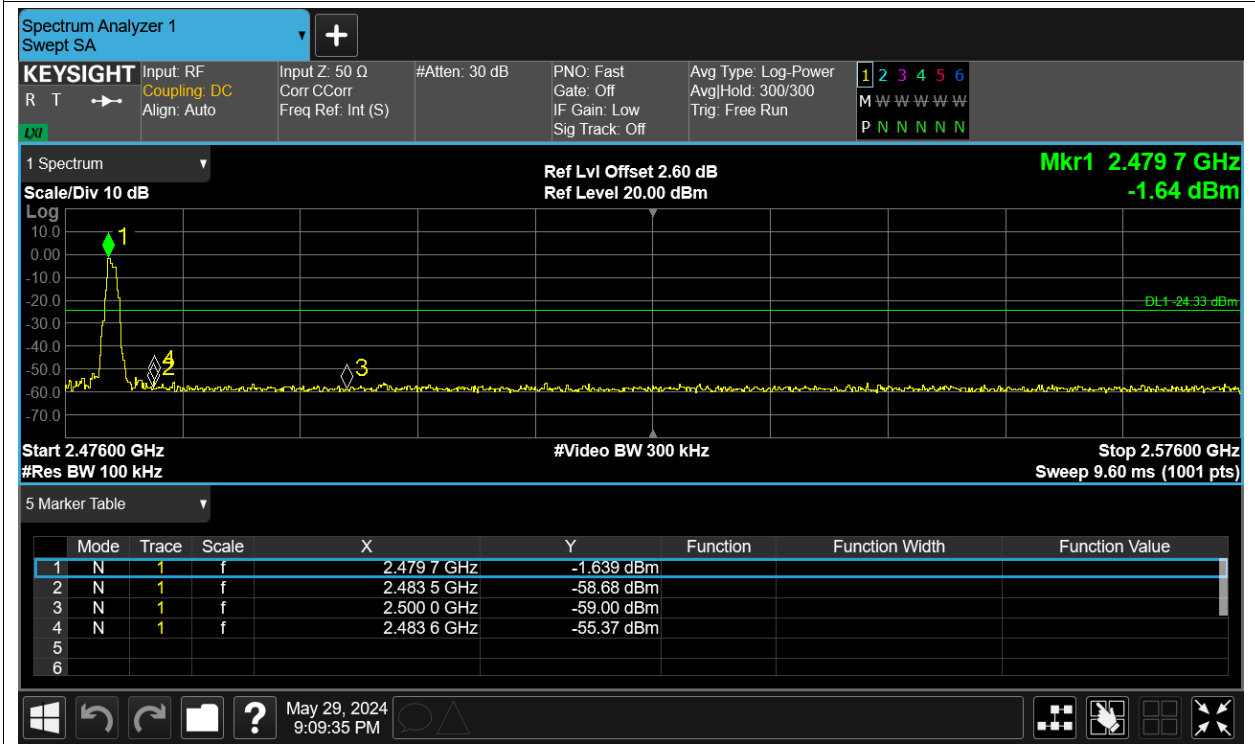 Spectrum Analyzer 1
Swept SA
KEYSIGHT
R T
LXI
Input: RF
Coupling: DC
Align: Auto
Input Z: 50 Ω
Corr CCorr
Freq Ref: Int (S)
#Atten: 30 dB
PNO: Fast
Gate: Off
IF Gain: Low
Sig Track: Off
Avg Type: Log-Power
Avg|Hold: 300/300
Trig: Free Run
1 2 3 4 5 6
M W W W W W
P N N N N N
1 Spectrum
Scale/Div 10 dB
Ref Lvl Offset 2.60 dB
Ref Level 20.00 dBm
Mkr1 2.479 7 GHz
-1.64 dBm
Log
10.0
0.00
-10.0
-20.0
-30.0
-40.0
-50.0
-60.0
-70.0
1
4
2
3
DL1 -24.33 dBm
Start 2.47600 GHz
#Video BW 300 kHz
Stop 2.57600 GHz
#Res BW 100 kHz
Sweep 9.60 ms (1001 pts)
5 Marker Table
Mode Trace Scale X Y Function Function Width Function Value
1 N 1 f 2.479 7 GHz -1.639 dBm
2 N 1 f 2.483 5 GHz -58.68 dBm
3 N 1 f 2.500 0 GHz -59.00 dBm
4 N 1 f 2.483 6 GHz -55.37 dBm
5
6
?
May 29, 2024
9:09:35 PM